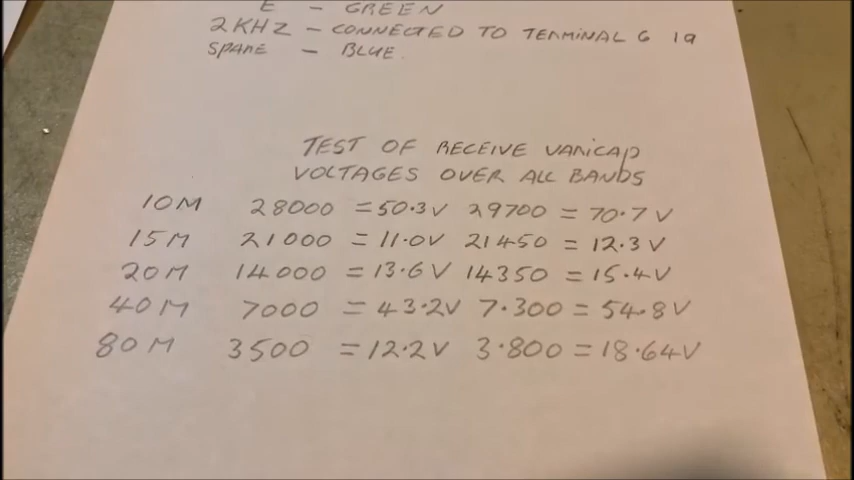 E - GREEN
2KHZ - CONNECTED TO TERMINAL G 19
SPARE - BLUE.
TEST OF RECEIVE VARICAP
VOLTAGES OVER ALL BANDS
10M 28000 = 50.3V 29700 = 70.7V
15M 21000 = 11.0V 21450 = 12.3V
20M 14000 = 13.6V 14350 = 15.4V
40M 7000 = 43.2V 7.300 = 54.8V
80M 3500 = 12.2V 3.800 = 18.64V